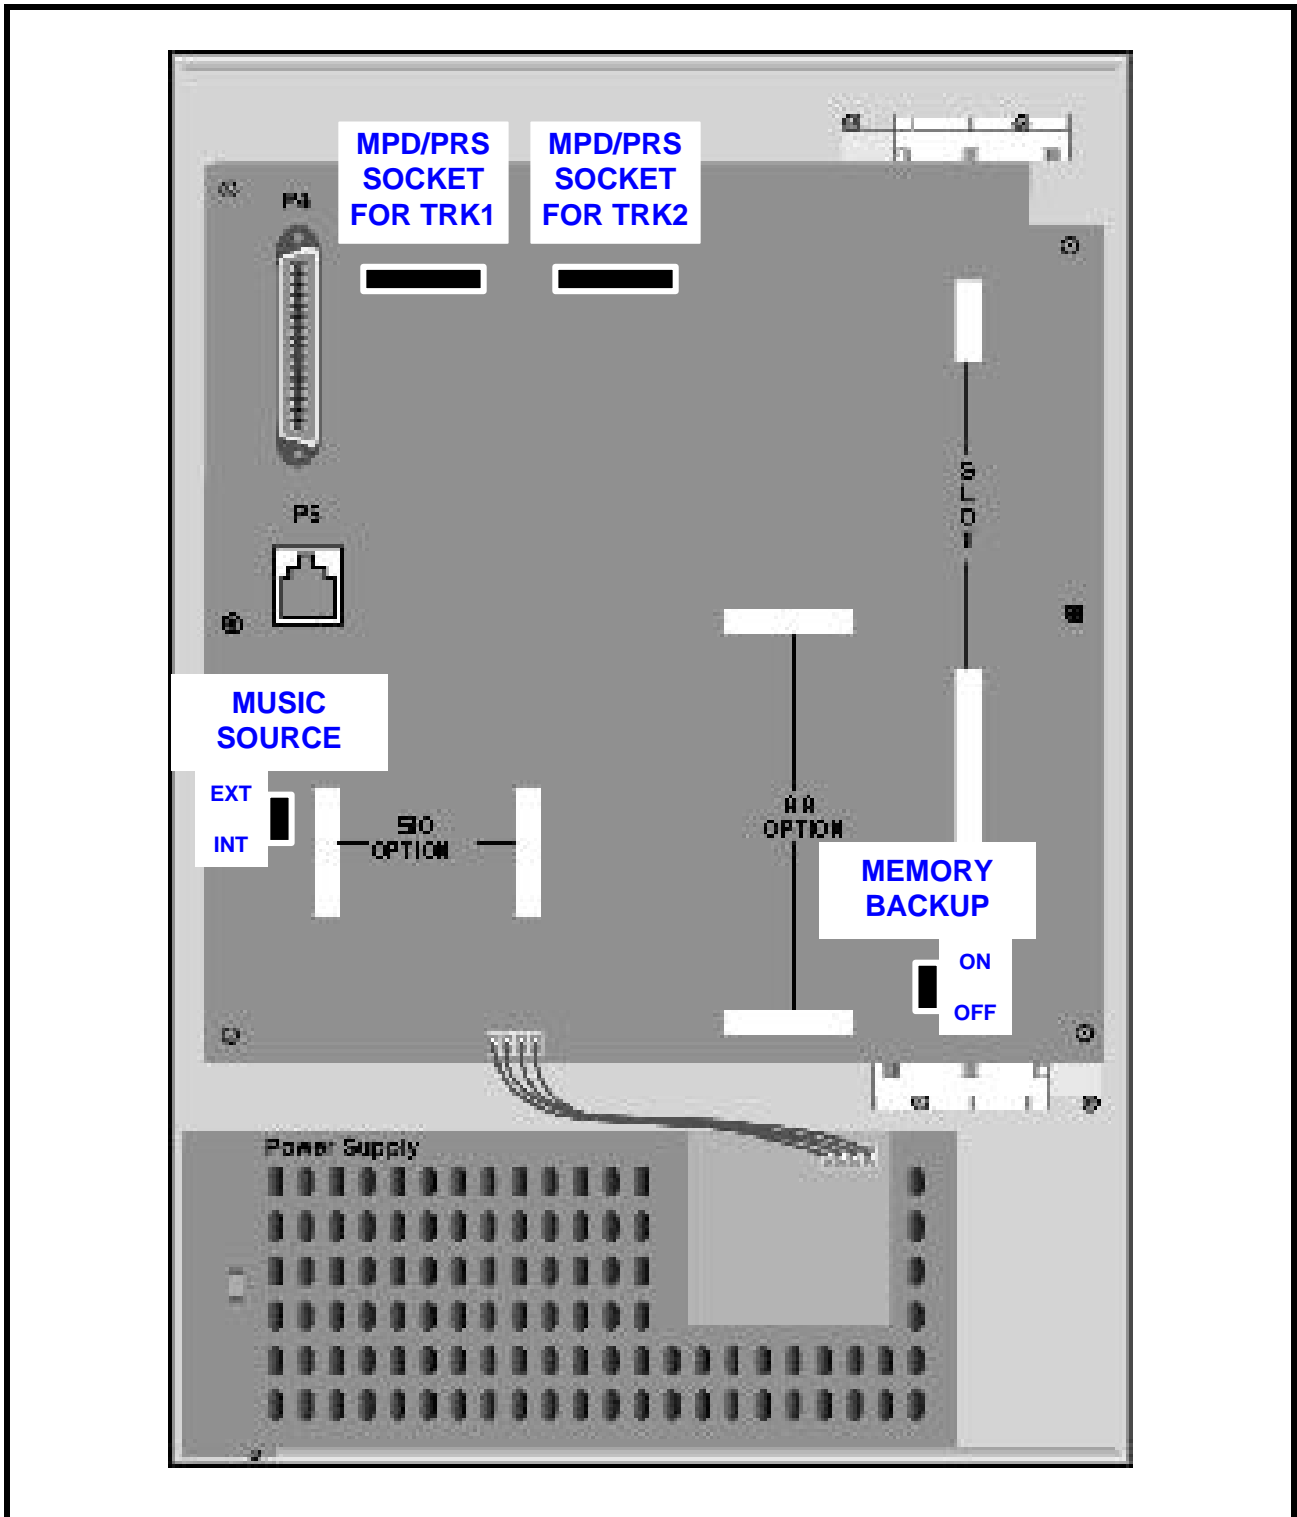 MPD/PRS
SOCKET
FOR TRK1
MPD/PRS
SOCKET
FOR TRK2
P5
SLOT
MUSIC
SOURCE
EXT
INT
SIO
OPTION
AA
OPTION
MEMORY
BACKUP
ON
OFF
Power Supply